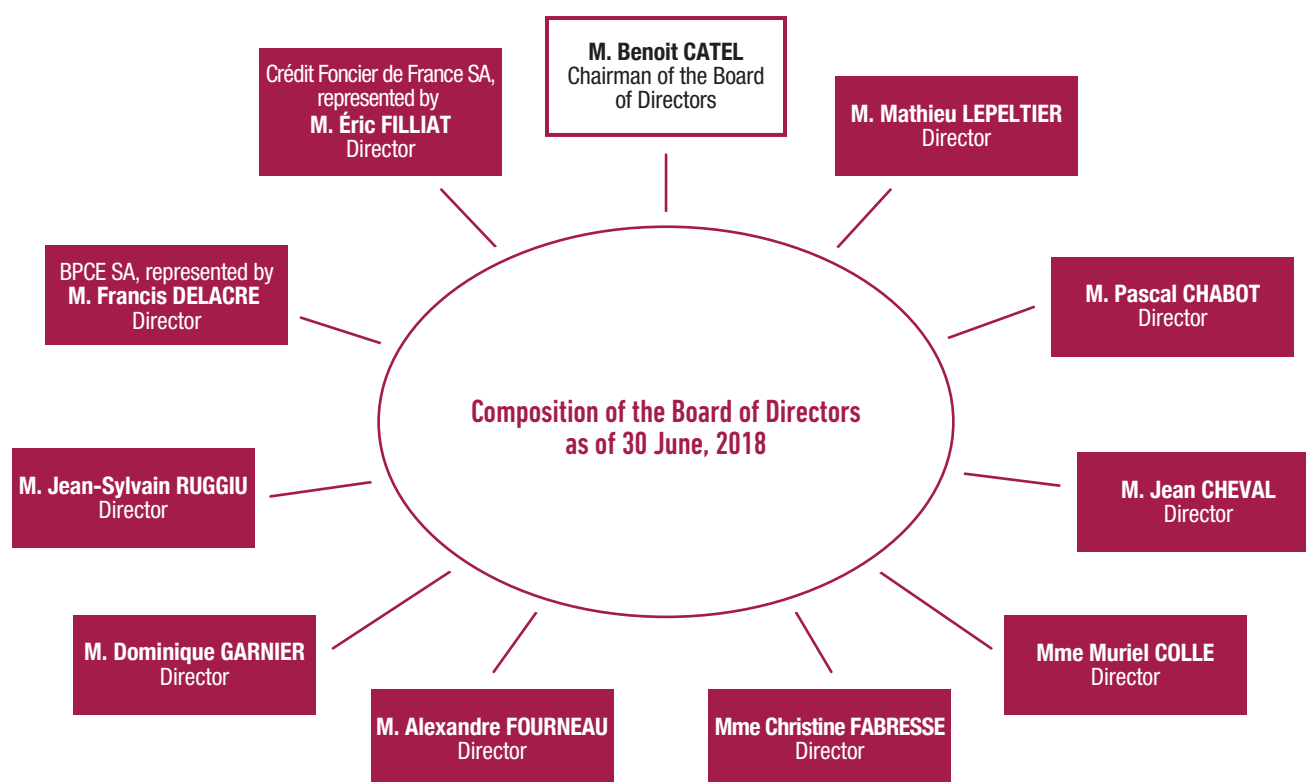 M. Benoit CATEL
Chairman of the Board
of Directors
Crédit Foncier de France SA,
represented by
M. Éric FILLIAT
Director
M. Mathieu LEPELTIER
Director
BPCE SA, represented by
M. Francis DELACRE
Director
M. Pascal CHABOT
Director
Composition of the Board of Directors
as of 30 June, 2018
M. Jean-Sylvain RUGGIU
Director
M. Jean CHEVAL
Director
M. Dominique GARNIER
Director
Mme Muriel COLLE
Director
M. Alexandre FOURNEAU
Director
Mme Christine FABRESSE
Director